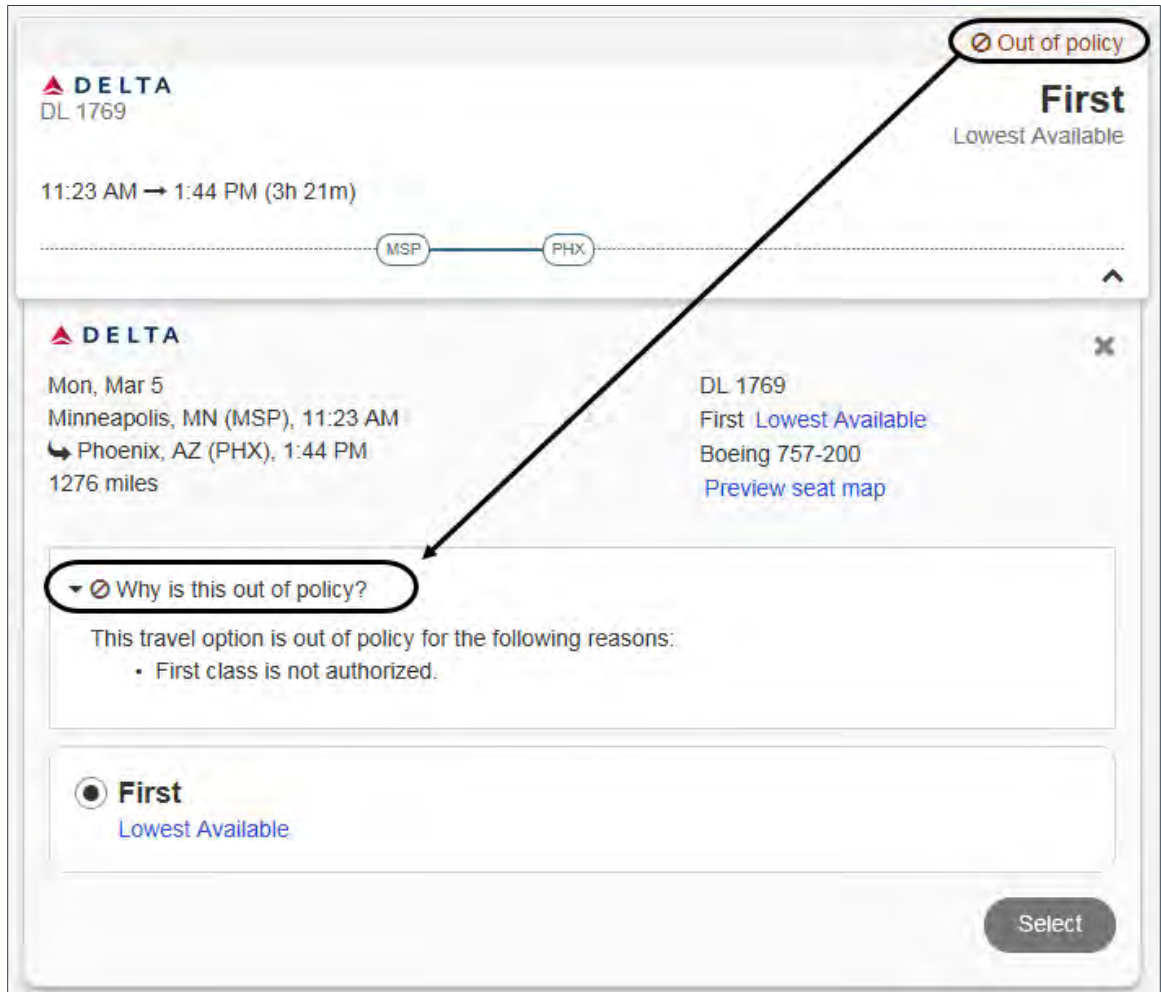 Out of policy
DELTA
DL 1769
First
Lowest Available
11:23 AM → 1:44 PM (3h 21m)
MSP PHX
DELTA
Mon, Mar 5
Minneapolis, MN (MSP), 11:23 AM
Phoenix, AZ (PHX), 1:44 PM
1276 miles
DL 1769
First Lowest Available
Boeing 757-200
Preview seat map
Why is this out of policy?
This travel option is out of policy for the following reasons:
• First class is not authorized.
First
Lowest Available
Select